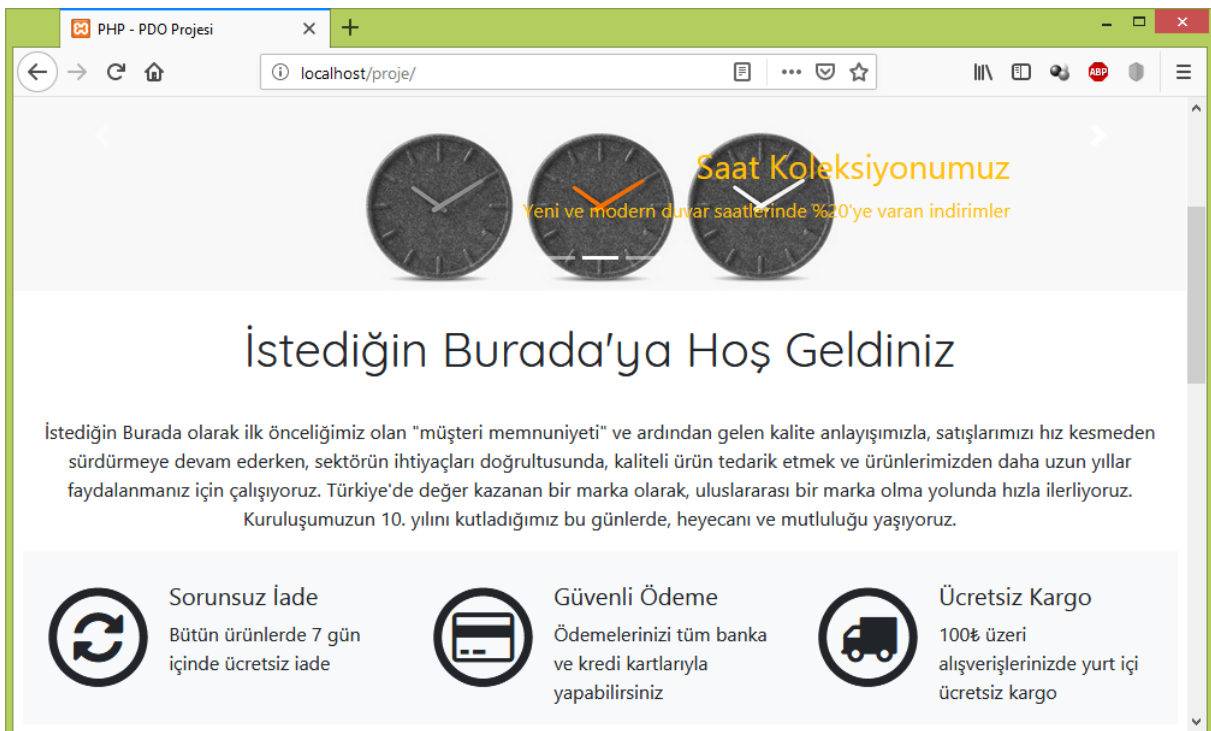 PHP - PDO Projesi
localhost/proje/
ABP
Saat Koleksiyonumuz
Yeni ve modern duvar saatlerinde %20'ye varan indirimler
İstediğin Burada'ya Hoş Geldiniz
İstediğin Burada olarak ilk önceliğimiz olan "müşteri memnuniyeti" ve ardından gelen kalite anlayışımızla, satışlarımızı hız kesmeden
sürdürmeye devam ederken, sektörün ihtiyaçları doğrultusunda, kaliteli ürün tedarik etmek ve ürünlerimizden daha uzun yıllar
faydalanmanız için çalışıyoruz. Türkiye'de değer kazanan bir marka olarak, uluslararası bir marka olma yolunda hızla ilerliyoruz.
Kuruluşumuzun 10. yılını kutladığımız bu günlerde, heyecanı ve mutluluğu yaşıyoruz.
Sorunsuz İade
Bütün ürünlerde 7 gün
içinde ücretsiz iade
Güvenli Ödeme
Ödemelerinizi tüm banka
ve kredi kartlarıyla
yapabilirsiniz
Ücretsiz Kargo
100₺ üzeri
alışverişlerinizde yurt içi
ücretsiz kargo